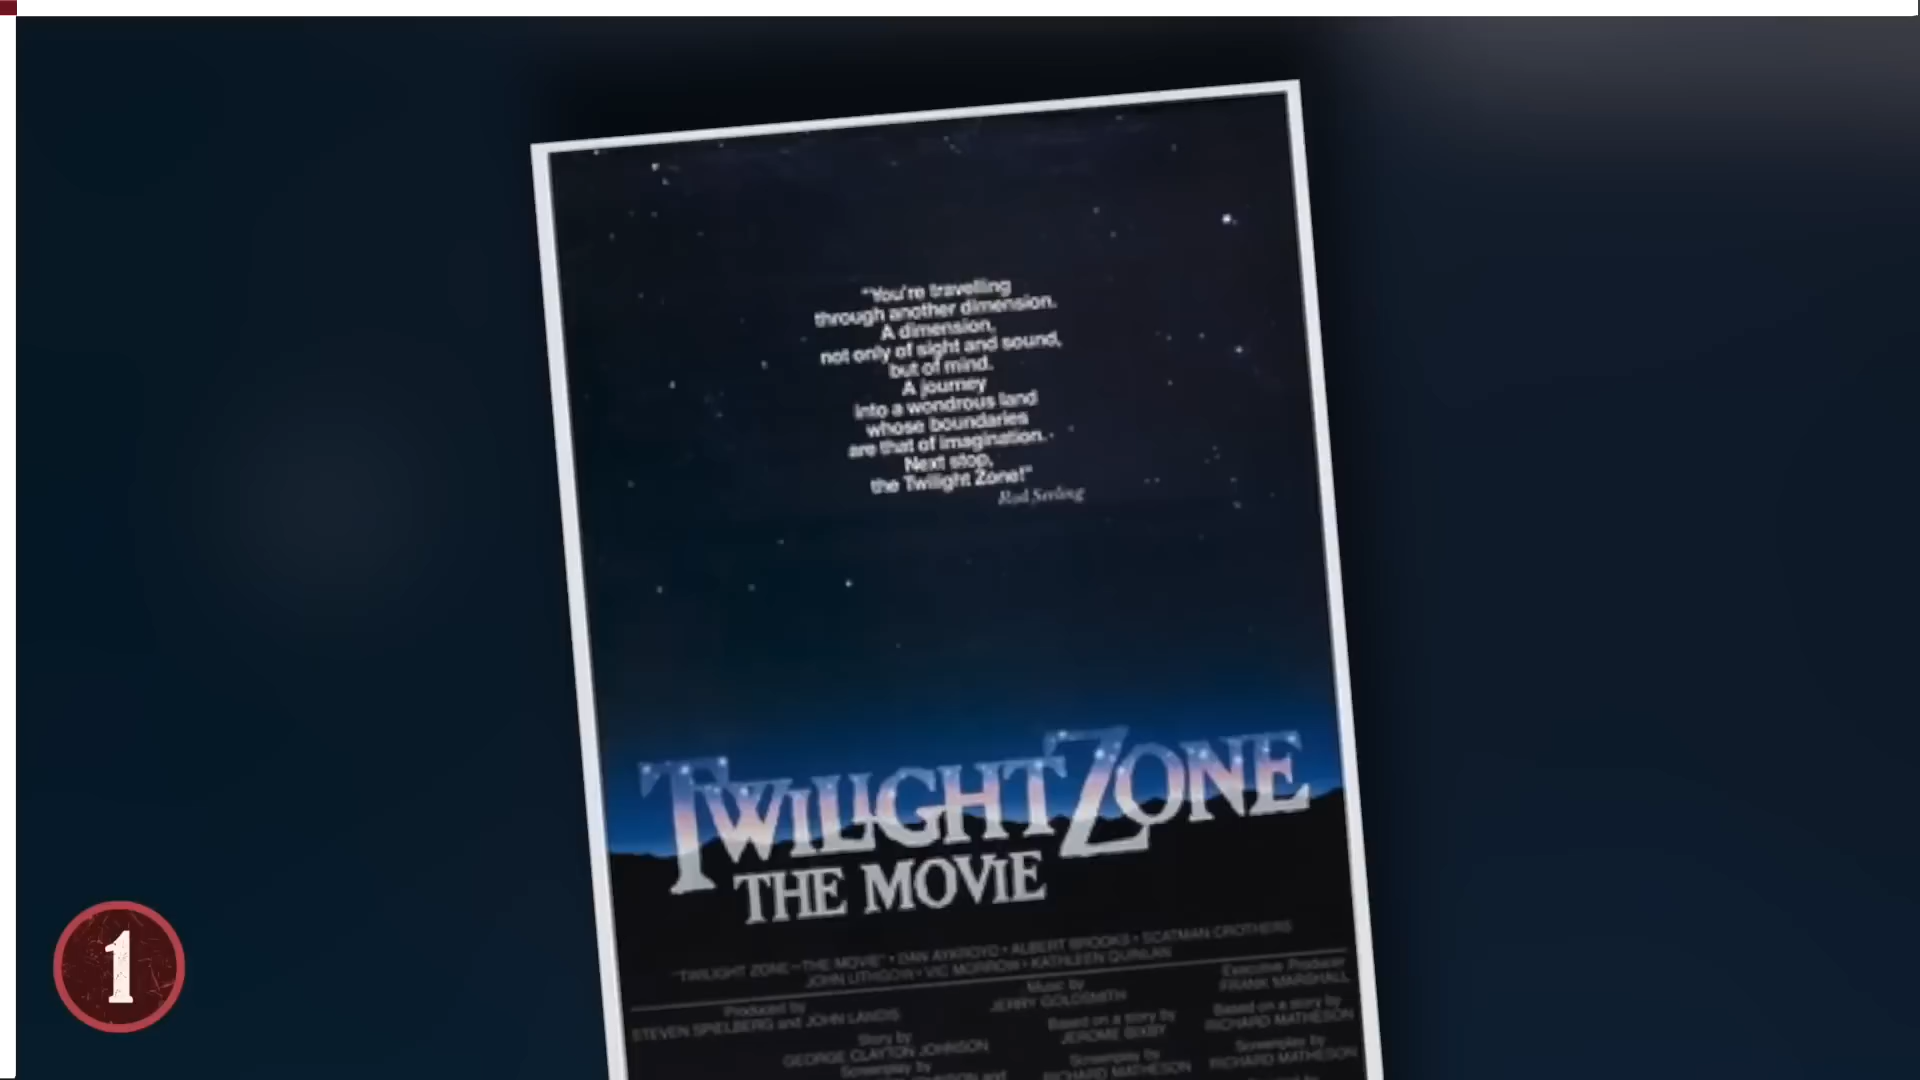 "You're travelling
through another dimension.
A dimension,
not only of sight and sound,
but of mind.
A journey
into a wondrous land
whose boundaries
are that of imagination.
Next stop,
the Twilight Zone!"
Rod Serling
TWILIGHT ZONE
THE MOVIE
"TWILIGHT ZONE—THE MOVIE" • DAN AYKROYD • ALBERT BROOKS • SCATMAN CROTHERS
JOHN LITHGOW • VIC MORROW • KATHLEEN QUINLAN
Produced by
STEVEN SPIELBERG and JOHN LANDIS
Story by
GEORGE CLAYTON JOHNSON
Screenplay by
Music by
JERRY GOLDSMITH
Based on a story by
JEROME BIXBY
Screenplay by
RICHARD MATHESON
Executive Producer
FRANK MARSHALL
Based on a story by
RICHARD MATHESON
Screenplay by
RICHARD MATHESON
1